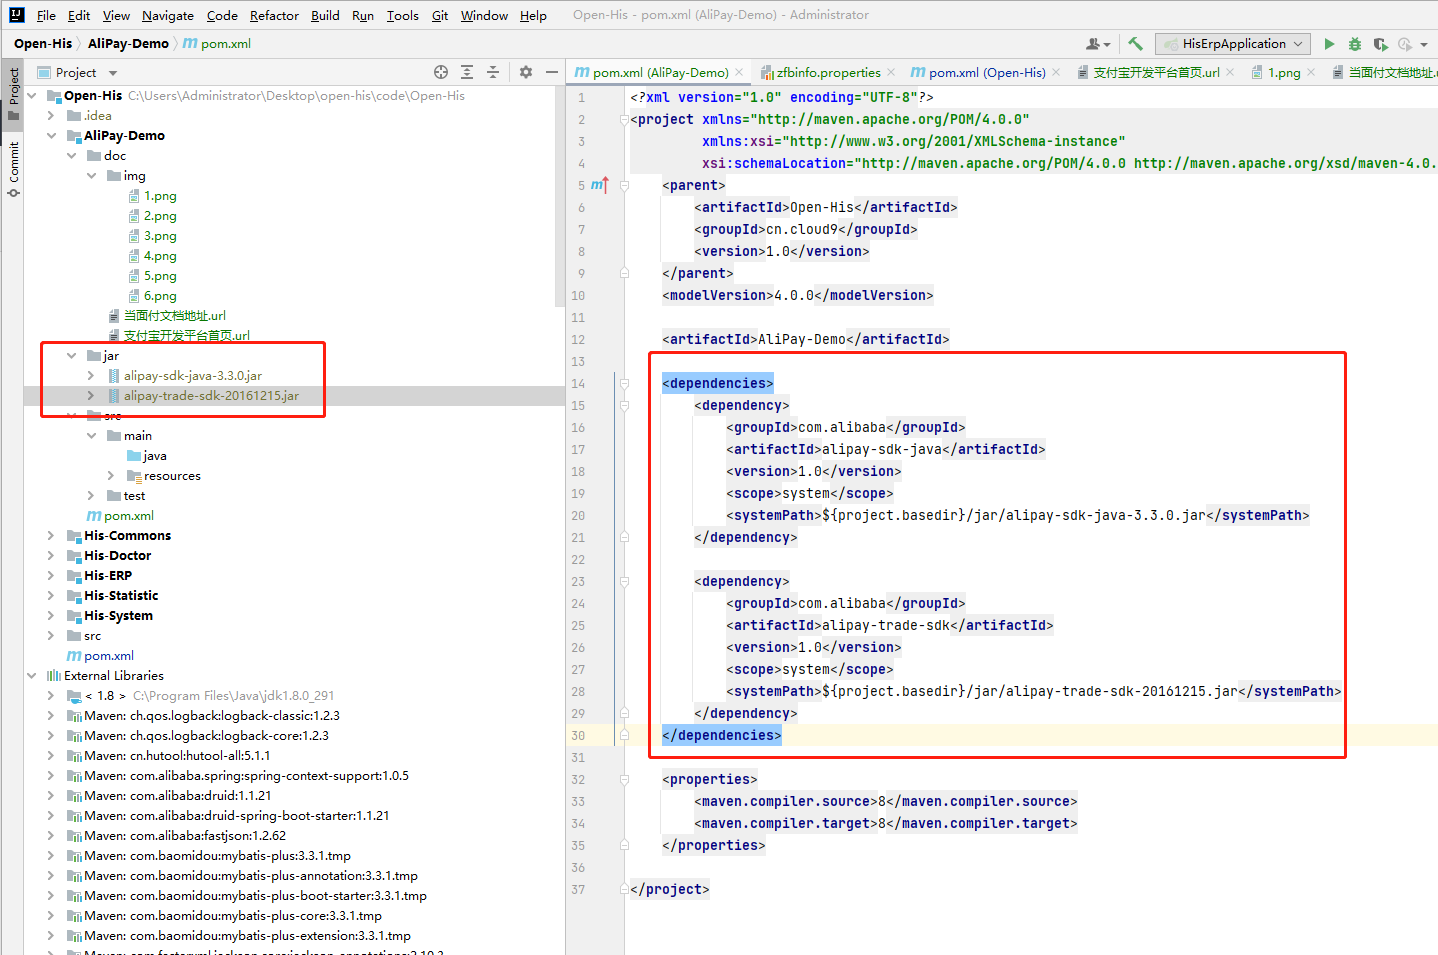 File Edit View Navigate Code Refactor Build Run Tools Git Window Help Open-His - pom.xml (AliPay-Demo) - Administrator
Open-His AliPay-Demo pom.xml HisErpApplication
Project
Commit
Project
Open-His C:\Users\Administrator\Desktop\open-his\code\Open-His
.idea
AliPay-Demo
doc
img
1.png
2.png
3.png
4.png
5.png
6.png
当面付文档地址.url
支付宝开发平台首页.url
jar
alipay-sdk-java-3.3.0.jar
alipay-trade-sdk-20161215.jar
src
main
java
resources
test
pom.xml
His-Commons
His-Doctor
His-ERP
His-Statistic
His-System
src
pom.xml
External Libraries
< 1.8 > C:\Program Files\Java\jdk1.8.0_291
Maven: ch.qos.logback:logback-classic:1.2.3
Maven: ch.qos.logback:logback-core:1.2.3
Maven: cn.hutool:hutool-all:5.1.1
Maven: com.alibaba.spring:spring-context-support:1.0.5
Maven: com.alibaba:druid:1.1.21
Maven: com.alibaba:druid-spring-boot-starter:1.1.21
Maven: com.alibaba:fastjson:1.2.62
Maven: com.baomidou:mybatis-plus:3.3.1.tmp
Maven: com.baomidou:mybatis-plus-annotation:3.3.1.tmp
Maven: com.baomidou:mybatis-plus-boot-starter:3.3.1.tmp
Maven: com.baomidou:mybatis-plus-core:3.3.1.tmp
Maven: com.baomidou:mybatis-plus-extension:3.3.1.tmp
pom.xml (AliPay-Demo) zfbinfo.properties pom.xml (Open-His) 支付宝开发平台首页.url 1.png 当面付文档地址.u
1 <?xml version="1.0" encoding="UTF-8"?>
2 <project xmlns="http://maven.apache.org/POM/4.0.0"
3 xmlns:xsi="http://www.w3.org/2001/XMLSchema-instance"
4 xsi:schemaLocation="http://maven.apache.org/POM/4.0.0 http://maven.apache.org/xsd/maven-4.0.
5 <parent>
6 <artifactId>Open-His</artifactId>
7 <groupId>cn.cloud9</groupId>
8 <version>1.0</version>
9 </parent>
10 <modelVersion>4.0.0</modelVersion>
11
12 <artifactId>AliPay-Demo</artifactId>
13
14 <dependencies>
15 <dependency>
16 <groupId>com.alibaba</groupId>
17 <artifactId>alipay-sdk-java</artifactId>
18 <version>1.0</version>
19 <scope>system</scope>
20 <systemPath>${project.basedir}/jar/alipay-sdk-java-3.3.0.jar</systemPath>
21 </dependency>
22
23 <dependency>
24 <groupId>com.alibaba</groupId>
25 <artifactId>alipay-trade-sdk</artifactId>
26 <version>1.0</version>
27 <scope>system</scope>
28 <systemPath>${project.basedir}/jar/alipay-trade-sdk-20161215.jar</systemPath>
29 </dependency>
30 </dependencies>
31
32 <properties>
33 <maven.compiler.source>8</maven.compiler.source>
34 <maven.compiler.target>8</maven.compiler.target>
35 </properties>
36
37 </project>